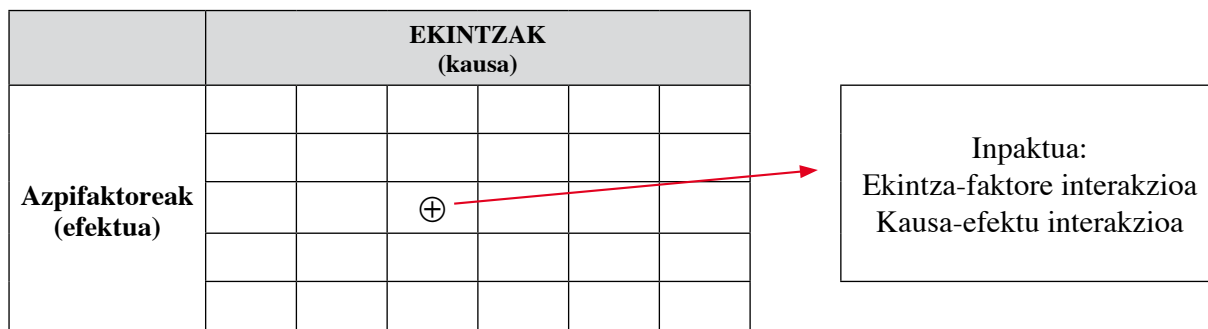 EKINTZAK
(kausa)
Azpifaktoreak
(efektua)
⊕
Inpaktua:
Ekintza-faktore interakzioa
Kausa-efektu interakzioa